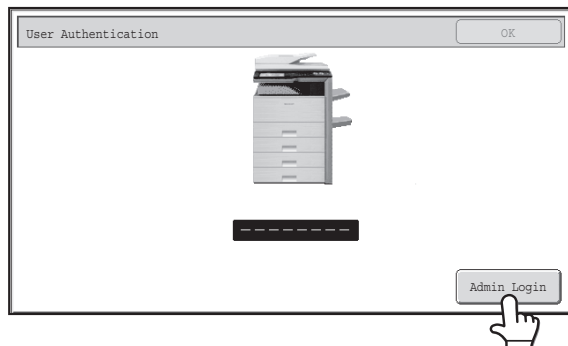 User Authentication
OK
--------
Admin Login